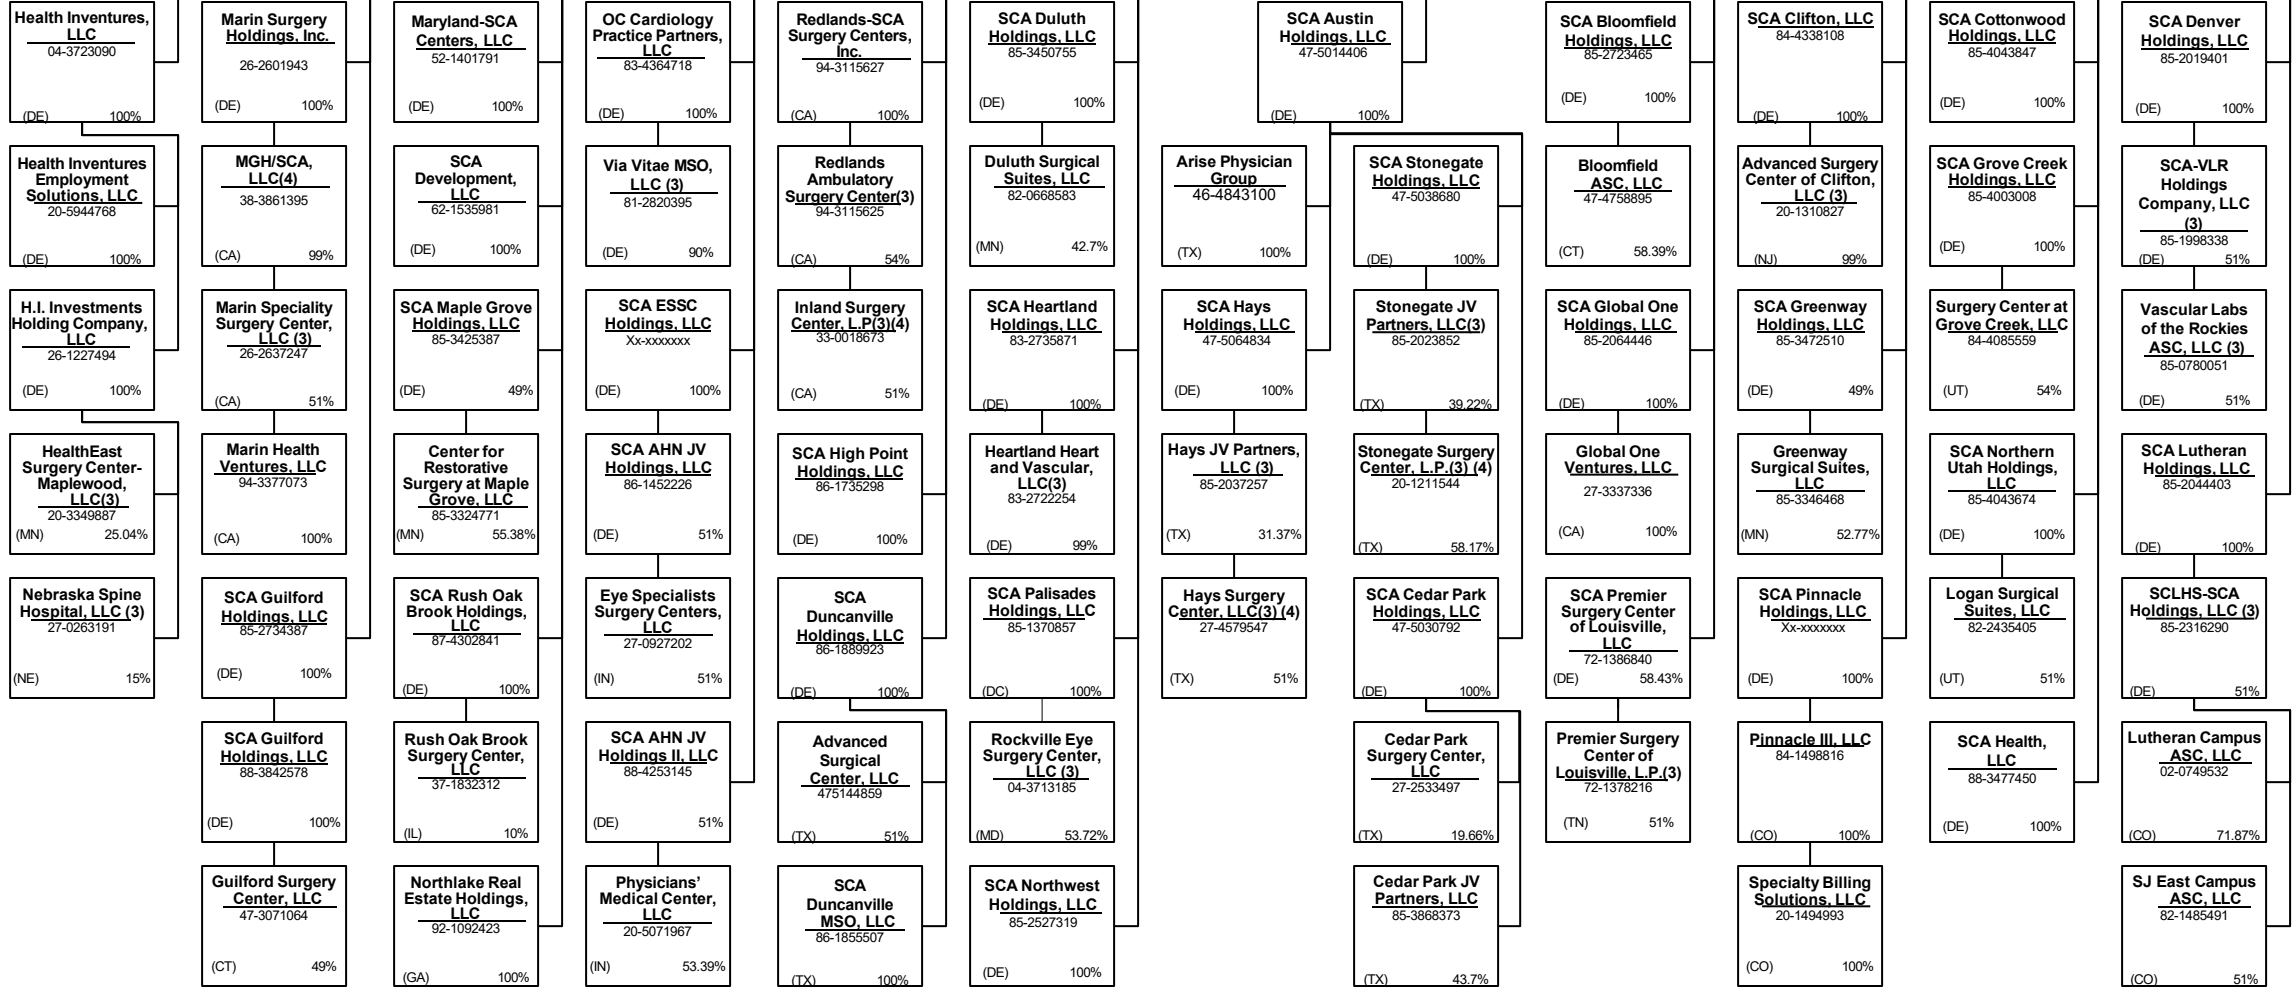 Health Inventures,
LLC
04-3723090
(DE) 100%
Health Inventures
Employment
Solutions, LLC
20-5944768
(DE) 100%
H.I. Investments
Holding Company,
LLC
26-1227494
(DE) 100%
HealthEast
Surgery Center-
Maplewood,
LLC(3)
20-3349887
(MN) 25.04%
Nebraska Spine
Hospital, LLC (3)
27-0263191
(NE) 15%
Marin Surgery
Holdings, Inc.
26-2601943
(DE) 100%
MGH/SCA,
LLC(4)
38-3861395
(CA) 99%
Marin Speciality
Surgery Center,
LLC (3)
26-2637247
(CA) 51%
Marin Health
Ventures, LLC
94-3377073
(CA) 100%
SCA Guilford
Holdings, LLC
85-2734387
(DE) 100%
SCA Guilford
Holdings, LLC
88-3842578
(DE) 100%
Guilford Surgery
Center, LLC
47-3071064
(CT) 49%
Maryland-SCA
Centers, LLC
52-1401791
(DE) 100%
SCA
Development,
LLC
62-1535981
(DE) 100%
SCA Maple Grove
Holdings, LLC
85-3425387
(DE) 49%
Center for
Restorative
Surgery at Maple
Grove, LLC
85-3324771
(MN) 55.38%
SCA Rush Oak
Brook Holdings,
LLC
87-4302841
(DE) 100%
Rush Oak Brook
Surgery Center,
LLC
37-1832312
(IL) 10%
Northlake Real
Estate Holdings,
LLC
92-1092423
(GA) 100%
OC Cardiology
Practice Partners,
LLC
83-4364718
(DE) 100%
Via Vitae MSO,
LLC (3)
81-2820395
(DE) 90%
SCA ESSC
Holdings, LLC
Xx-xxxxxxx
(DE) 100%
SCA AHN JV
Holdings, LLC
86-1452226
(DE) 51%
Eye Specialists
Surgery Centers,
LLC
27-0927202
(IN) 51%
SCA AHN JV
Holdings II, LLC
88-4253145
(DE) 51%
Physicians’
Medical Center,
LLC
20-5071967
(IN) 53.39%
Redlands-SCA
Surgery Centers,
Inc.
94-3115627
(CA) 100%
Redlands
Ambulatory
Surgery Center(3)
94-3115625
(CA) 54%
Inland Surgery
Center, L.P(3)(4)
33-0018673
(CA) 51%
SCA High Point
Holdings, LLC
86-1735298
(DE) 100%
SCA
Duncanville
Holdings, LLC
86-1889923
(DE) 100%
Advanced
Surgical
Center, LLC
475144859
(TX) 51%
SCA
Duncanville
MSO, LLC
86-1855507
(TX) 100%
SCA Duluth
Holdings, LLC
85-3450755
(DE) 100%
Duluth Surgical
Suites, LLC
82-0668583
(MN) 42.7%
SCA Heartland
Holdings, LLC
83-2735871
(DE) 100%
Heartland Heart
and Vascular,
LLC(3)
83-2722254
(DE) 99%
SCA Palisades
Holdings, LLC
85-1370857
(DC) 100%
Rockville Eye
Surgery Center,
LLC (3)
04-3713185
(MD) 53.72%
SCA Northwest
Holdings, LLC
85-2527319
(DE) 100%
SCA Austin
Holdings, LLC
47-5014406
(DE) 100%
Arise Physician
Group
46-4843100
(TX) 100%
SCA Hays
Holdings, LLC
47-5064834
(DE) 100%
Hays JV Partners,
LLC (3)
85-2037257
(TX) 31.37%
Hays Surgery
Center, LLC(3) (4)
27-4579547
(TX) 51%
SCA Stonegate
Holdings, LLC
47-5038680
(DE) 100%
Stonegate JV
Partners, LLC(3)
85-2023852
(TX) 39.22%
Stonegate Surgery
Center, L.P.(3) (4)
20-1211544
(TX) 58.17%
SCA Cedar Park
Holdings, LLC
47-5030792
(DE) 100%
Cedar Park
Surgery Center,
LLC
27-2533497
(TX) 19.66%
Cedar Park JV
Partners, LLC
85-3868373
(TX) 43.7%
SCA Bloomfield
Holdings, LLC
85-2723465
(DE) 100%
Bloomfield
ASC, LLC
47-4758895
(CT) 58.39%
SCA Global One
Holdings, LLC
85-2064446
(DE) 100%
Global One
Ventures, LLC
27-3337336
(CA) 100%
SCA Premier
Surgery Center
of Louisville,
LLC
72-1386840
(DE) 58.43%
Premier Surgery
Center of
Louisville, L.P.(3)
72-1378216
(TN) 51%
SCA Clifton, LLC
84-4338108
(DE) 100%
Advanced Surgery
Center of Clifton,
LLC (3)
20-1310827
(NJ) 99%
SCA Greenway
Holdings, LLC
85-3472510
(DE) 49%
Greenway
Surgical Suites,
LLC
85-3346468
(MN) 52.77%
SCA Pinnacle
Holdings, LLC
Xx-xxxxxxx
(DE) 100%
Pinnacle III, LLC
84-1498816
(CO) 100%
Specialty Billing
Solutions, LLC
20-1494993
(CO) 100%
SCA Cottonwood
Holdings, LLC
85-4043847
(DE) 100%
SCA Grove Creek
Holdings, LLC
85-4003008
(DE) 100%
Surgery Center at
Grove Creek, LLC
84-4085559
(UT) 54%
SCA Northern
Utah Holdings,
LLC
85-4043674
(DE) 100%
Logan Surgical
Suites, LLC
82-2435405
(UT) 51%
SCA Health,
LLC
88-3477450
(DE) 100%
SCA Denver
Holdings, LLC
85-2019401
(DE) 100%
SCA-VLR
Holdings
Company, LLC
(3)
85-1998338
(DE) 51%
Vascular Labs
of the Rockies
ASC, LLC (3)
85-0780051
(DE) 51%
SCA Lutheran
Holdings, LLC
85-2044403
(DE) 100%
SCLHS-SCA
Holdings, LLC (3)
85-2316290
(DE) 51%
Lutheran Campus
ASC, LLC
02-0749532
(CO) 71.87%
SJ East Campus
ASC, LLC
82-1485491
(CO) 51%